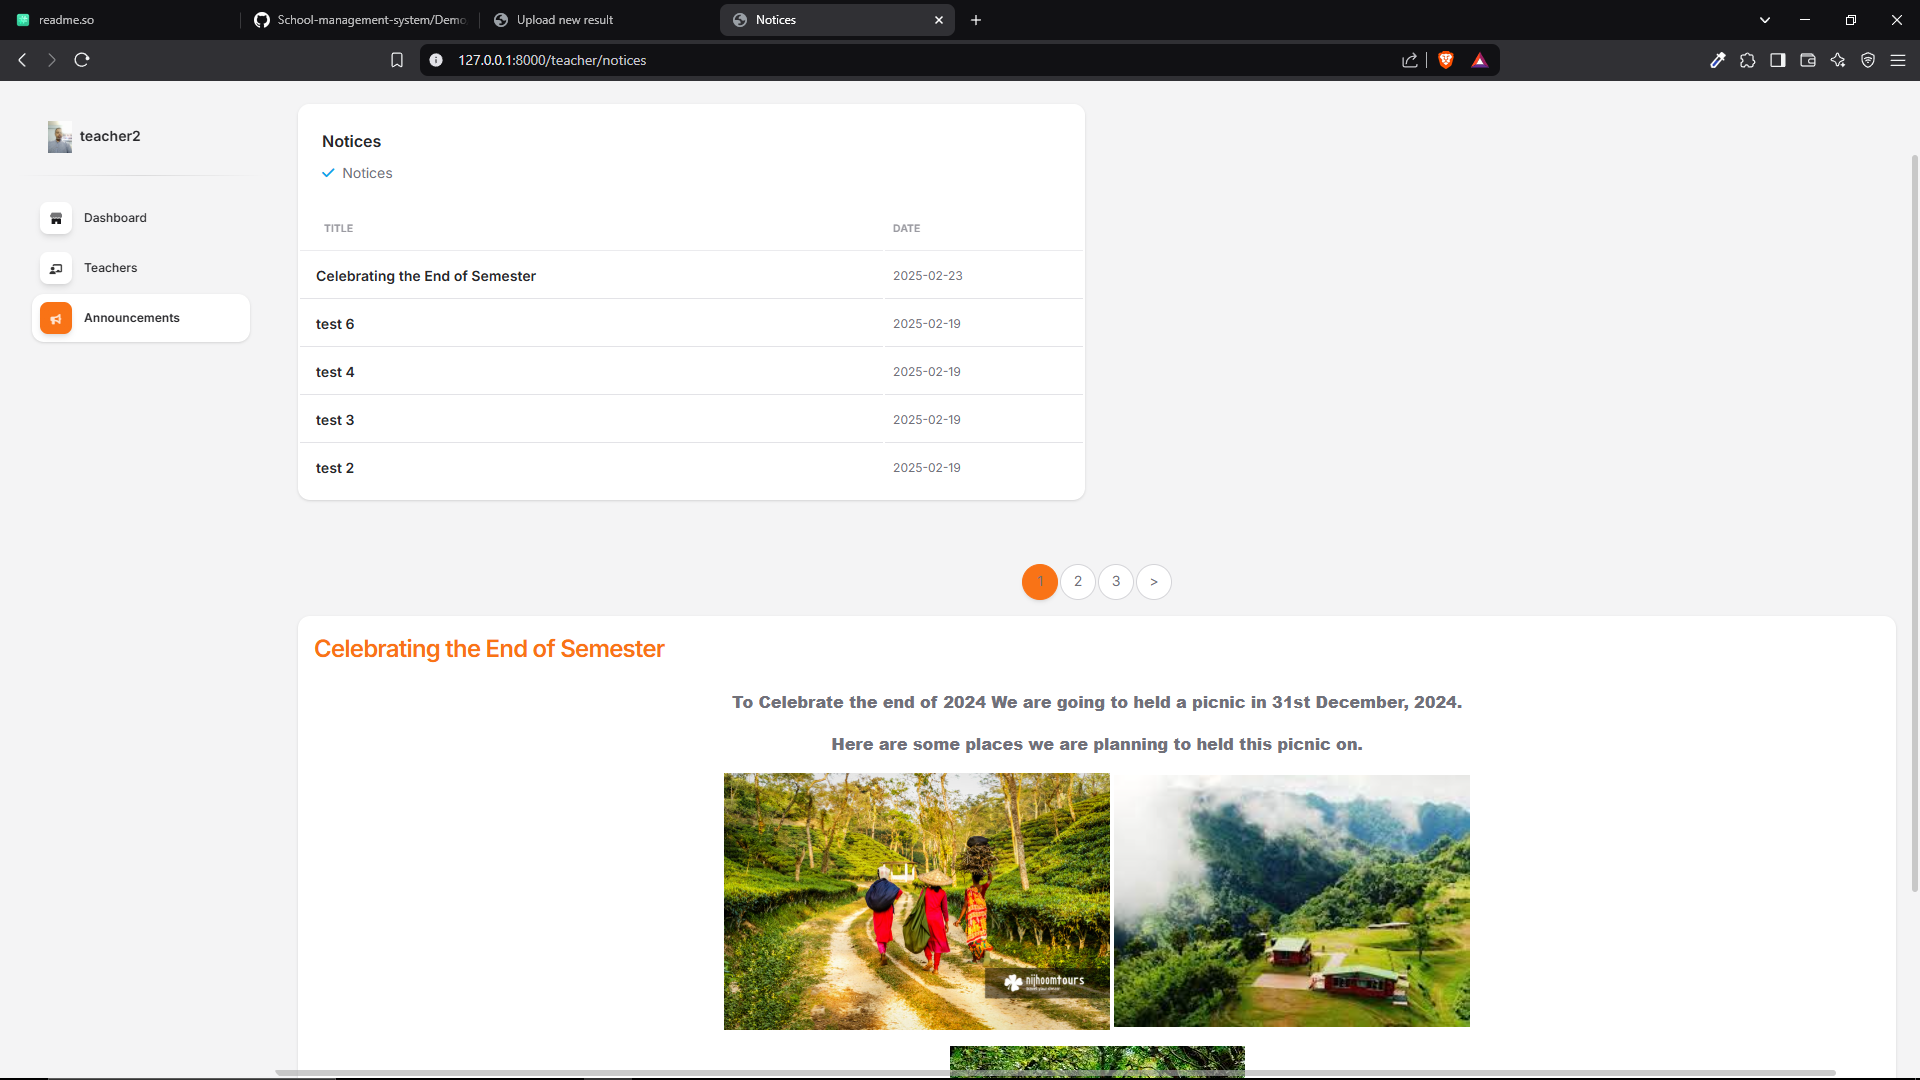 readme.so
School-management-system/Demo
Upload new result
Notices
127.0.0.1:8000/teacher/notices
teacher2
Dashboard
Teachers
Announcements
Notices
Notices
TITLE DATE
Celebrating the End of Semester 2025-02-23
test 6 2025-02-19
test 4 2025-02-19
test 3 2025-02-19
test 2 2025-02-19
1 2 3 >
Celebrating the End of Semester
To Celebrate the end of 2024 We are going to held a picnic in 31st December, 2024.
Here are some places we are planning to held this picnic on.
nijhoomtours